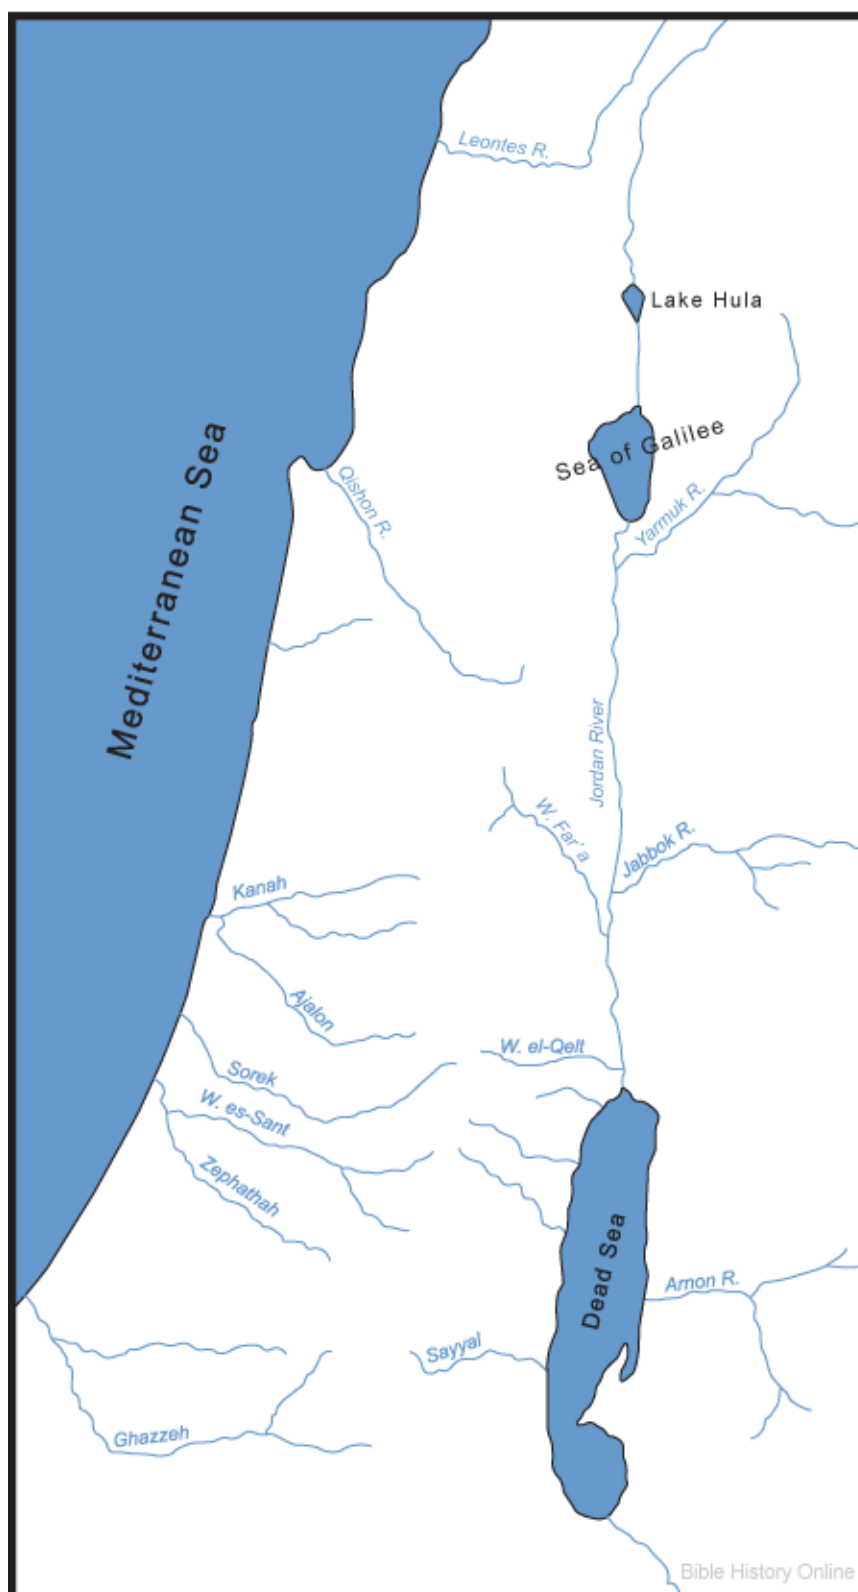 Leontes R.
Lake Hula
Sea of Galilee
Mediterranean Sea
Qishon R.
Yarmuk R.
Jordan River
W. Far'a
Jabbok R.
Kanah
Ajalon
W. el-Qelt
Sorek
W. es-Sant
Zephathah
Dead Sea
Arnon R.
Sayyal
Ghazzeh
Bible History Online